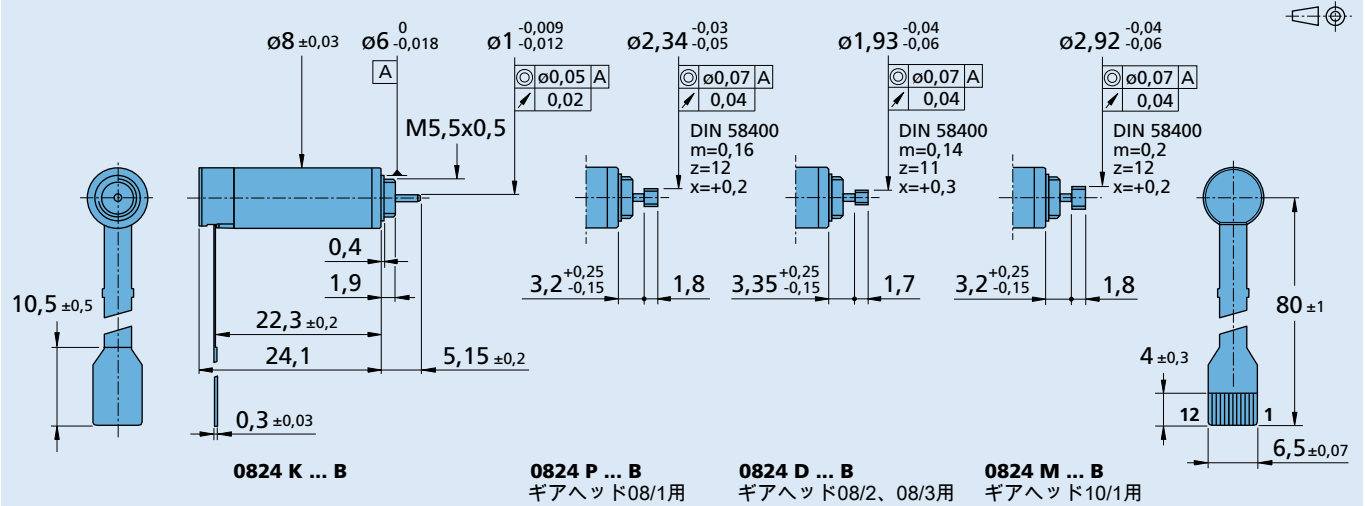 ø8 ±0,03
ø6 0 -0,018
ø1 -0,009 -0,012
ø2,34 -0,03 -0,05
ø1,93 -0,04 -0,06
ø2,92 -0,04 -0,06
A
ø0,05 A
0,02
ø0,07 A
0,04
ø0,07 A
0,04
ø0,07 A
0,04
M5,5x0,5
DIN 58400
m=0,16
z=12
x=+0,2
DIN 58400
m=0,14
z=11
x=+0,3
DIN 58400
m=0,2
z=12
x=+0,2
0,4
1,9
10,5 ±0,5
22,3 ±0,2
24,1
5,15 ±0,2
0,3 ±0,03
3,2 +0,25 -0,15
1,8
3,35 +0,25 -0,15
1,7
3,2 +0,25 -0,15
1,8
80 ±1
4 ±0,3
12
1
6,5 ±0,07
0824 K ... B
0824 P ... B
ギアヘッド08/1用
0824 D ... B
ギアヘッド08/2、08/3用
0824 M ... B
ギアヘッド10/1用